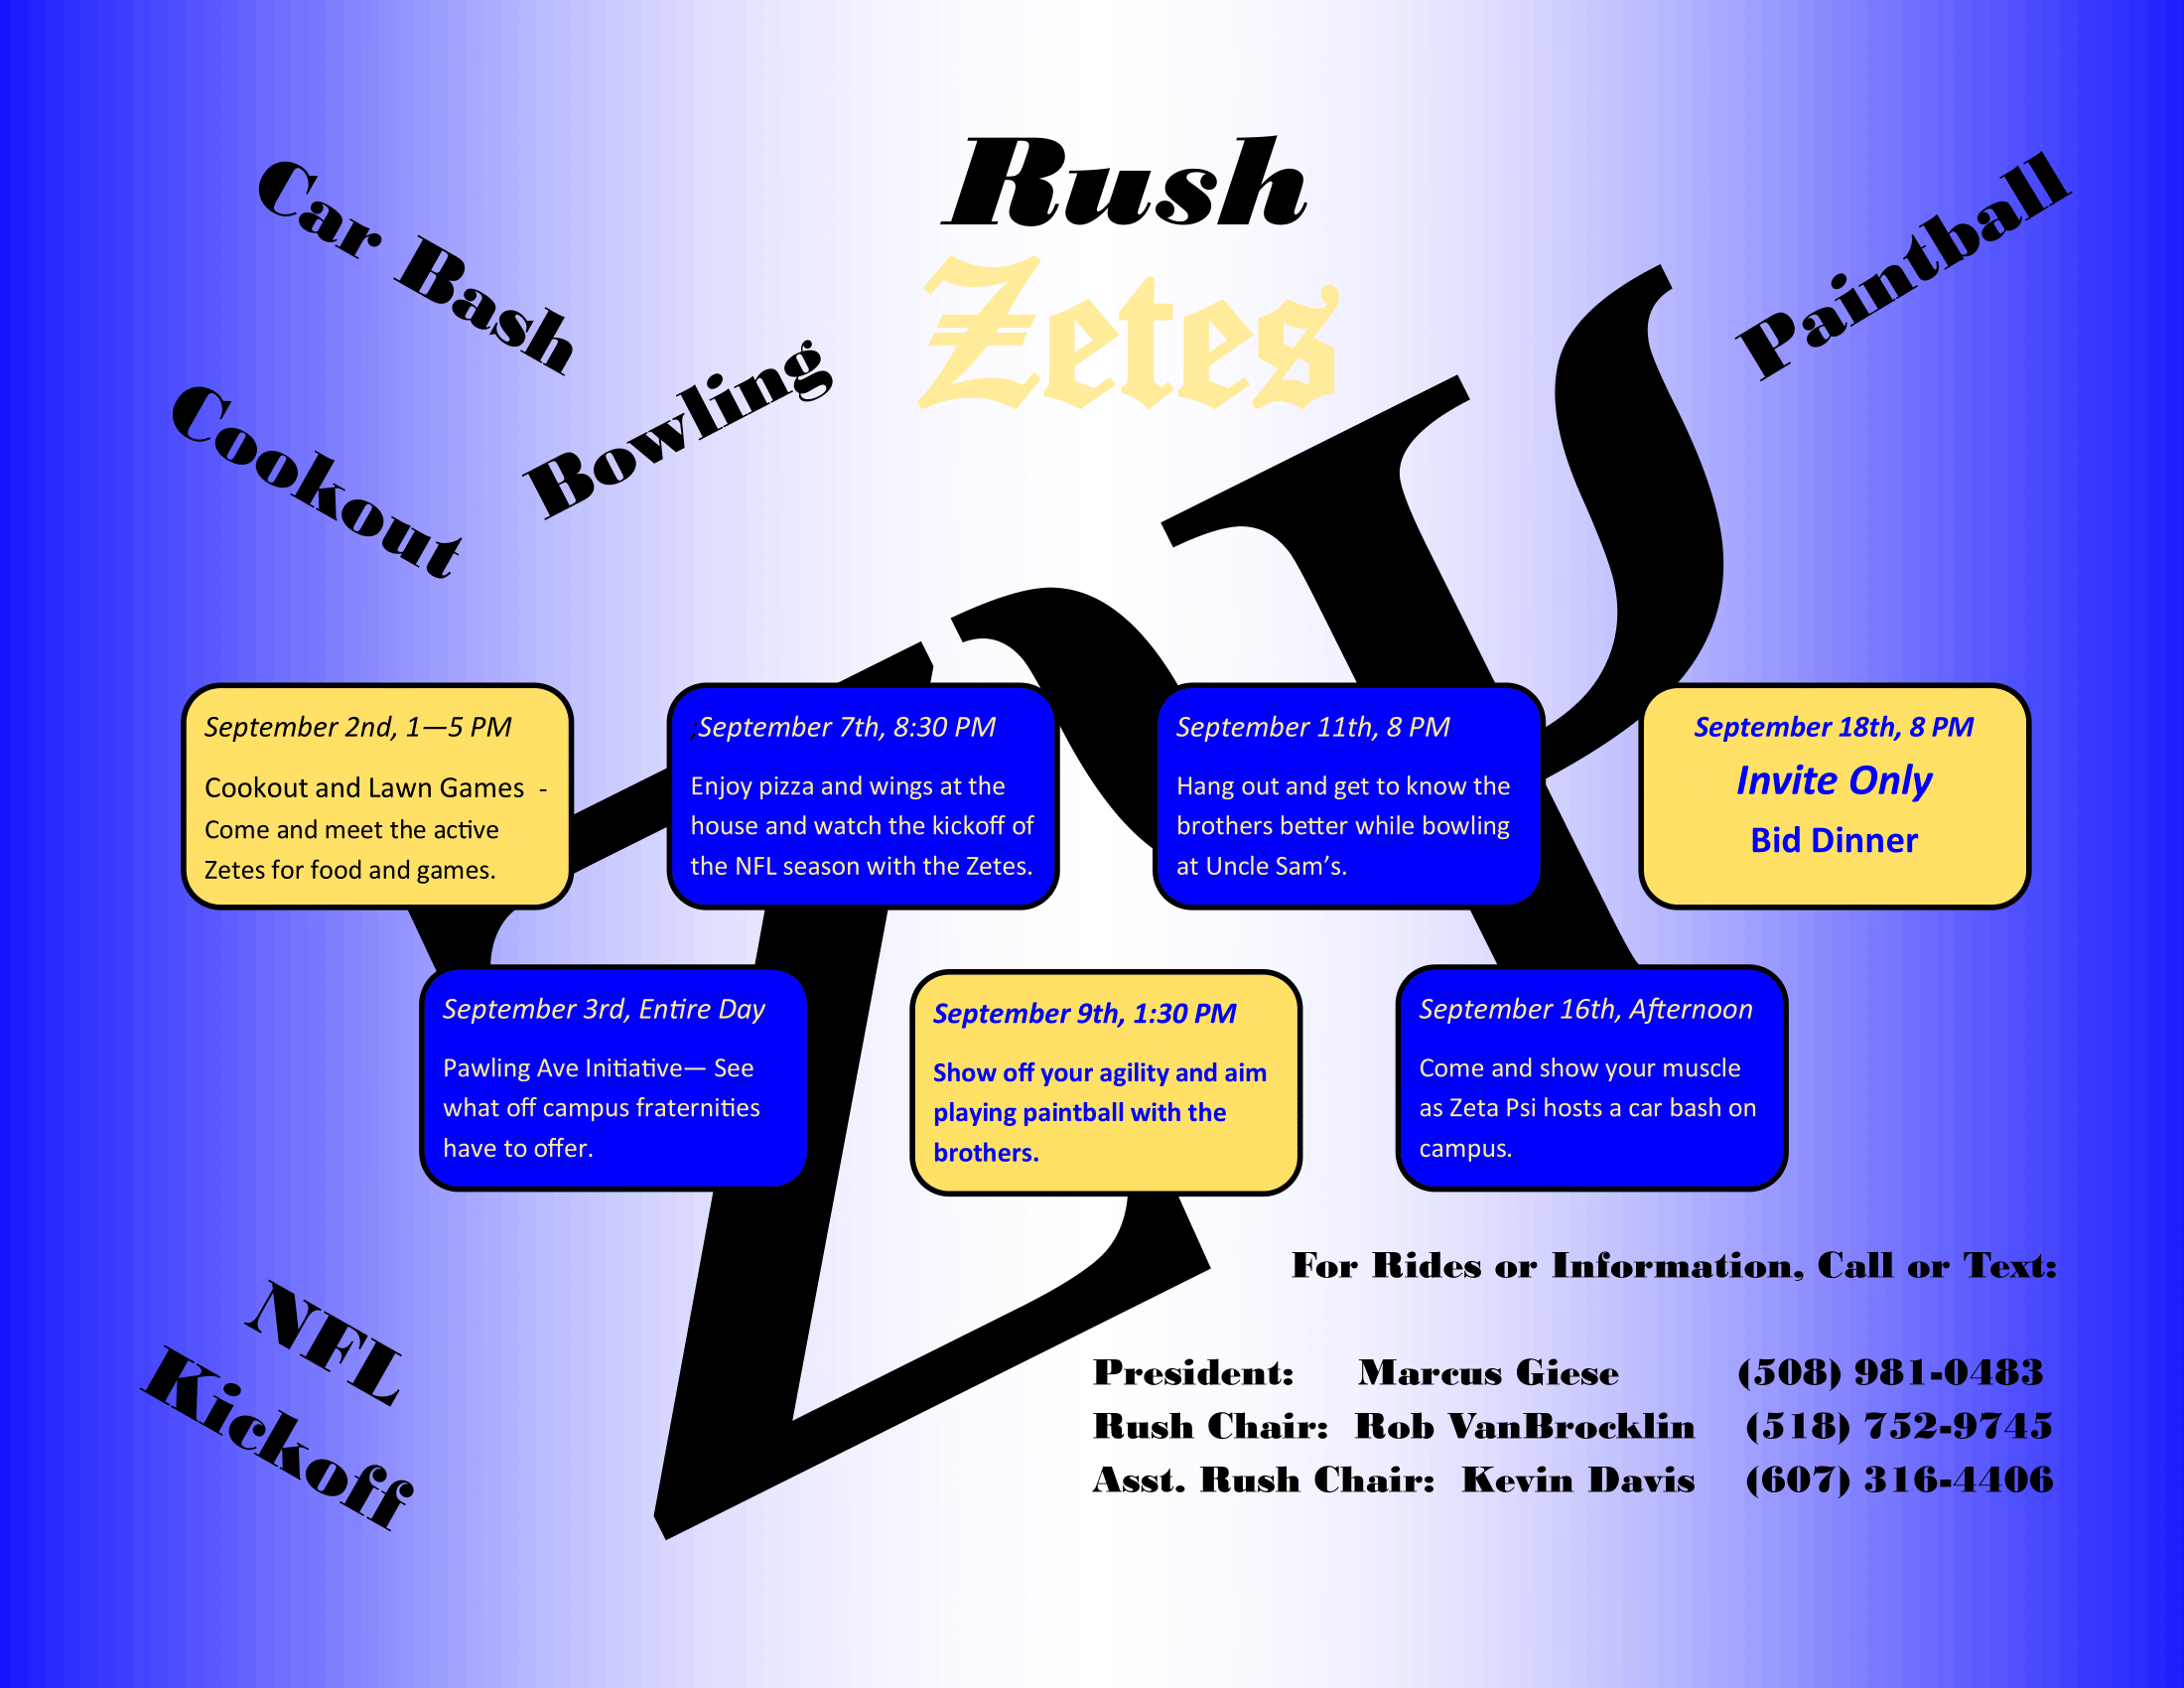 Rush
Zetes
Car Bash
Cookout
Bowling
Paintball
ΖΨ
September 2nd, 1—5 PM
Cookout and Lawn Games  -
Come and meet the active
Zetes for food and games.
;September 7th, 8:30 PM
Enjoy pizza and wings at the
house and watch the kickoff of
the NFL season with the Zetes.
September 11th, 8 PM
Hang out and get to know the
brothers better while bowling
at Uncle Sam’s.
September 18th, 8 PM
Invite Only
Bid Dinner
September 3rd, Entire Day
Pawling Ave Initiative— See
what off campus fraternities
have to offer.
September 9th, 1:30 PM
Show off your agility and aim
playing paintball with the
brothers.
September 16th, Afternoon
Come and show your muscle
as Zeta Psi hosts a car bash on
campus.
NFL
Kickoff
For Rides or Information, Call or Text:
President: Marcus Giese (508) 981-0483
Rush Chair: Rob VanBrocklin (518) 752-9745
Asst. Rush Chair: Kevin Davis (607) 316-4406